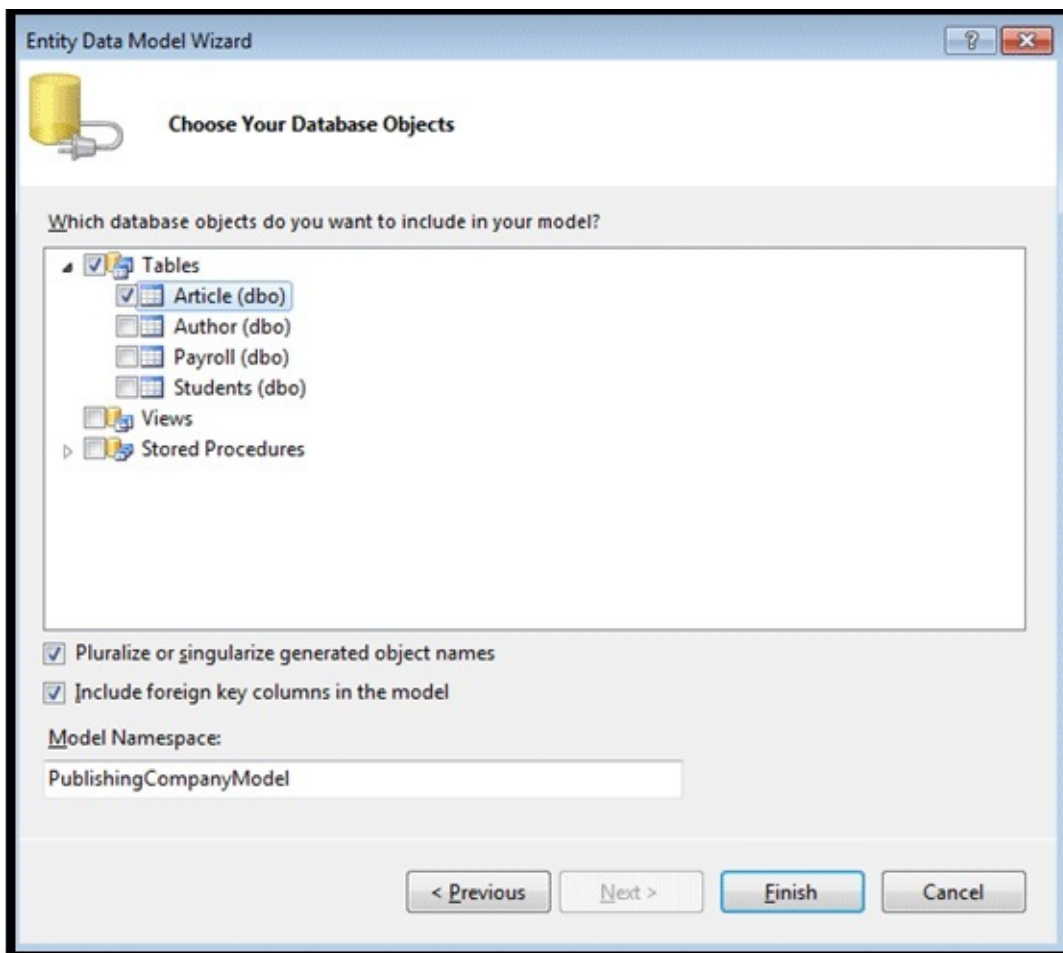 Entity Data Model Wizard
Choose Your Database Objects
Which database objects do you want to include in your model?
Tables
Article (dbo)
Author (dbo)
Payroll (dbo)
Students (dbo)
Views
Stored Procedures
Pluralize or singularize generated object names
Include foreign key columns in the model
Model Namespace:
PublishingCompanyModel
< Previous Next > Finish Cancel